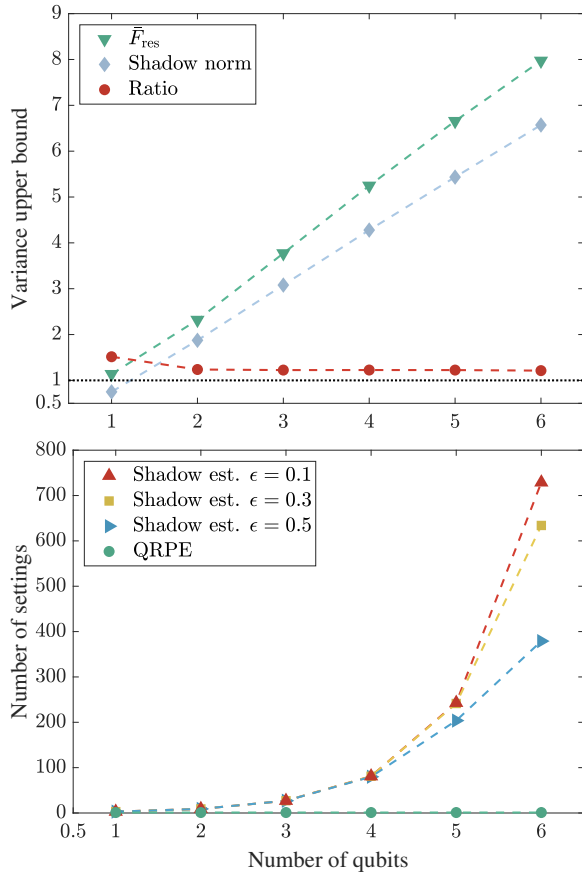 9
8
7
6
5
4
3
2
1
0.5
Variance upper bound
F̄res
Shadow norm
Ratio
1 2 3 4 5 6
800
700
600
500
400
300
200
100
0
Number of settings
Shadow est. ϵ = 0.1
Shadow est. ϵ = 0.3
Shadow est. ϵ = 0.5
QRPE
0.5 1 2 3 4 5 6
Number of qubits